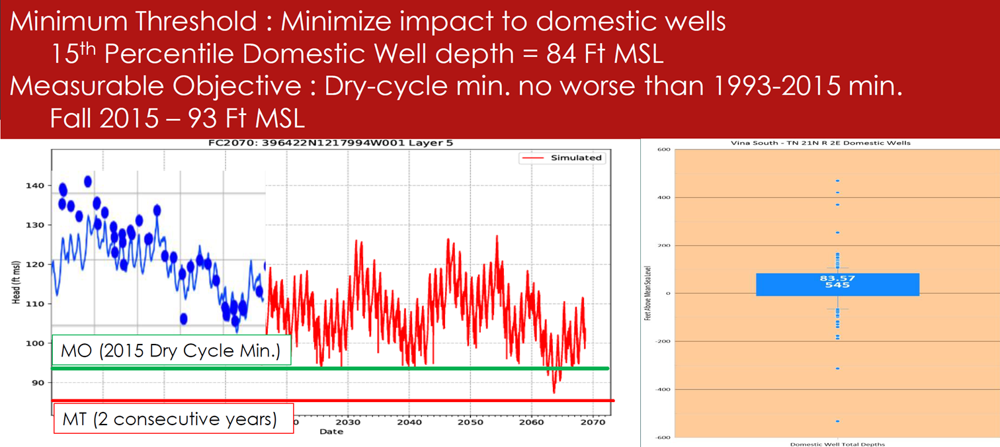 Minimum Threshold : Minimize impact to domestic wells
15th Percentile Domestic Well depth = 84 Ft MSL
Measurable Objective : Dry-cycle min. no worse than 1993-2015 min.
Fall 2015 – 93 Ft MSL
FC2070: 396422N1217994W001 Layer 5
Simulated
Head (ft msl)
140
130
120
110
100
90
MO (2015 Dry Cycle Min.)
MT (2 consecutive years)
0
2030
2040
2050
2060
2070
Date
Vina South - TN 21N R 2E Domestic Wells
Feet Above Mean Sea Level
600
400
200
0
-200
-400
-600
83.57
545
Domestic Well Total Depths